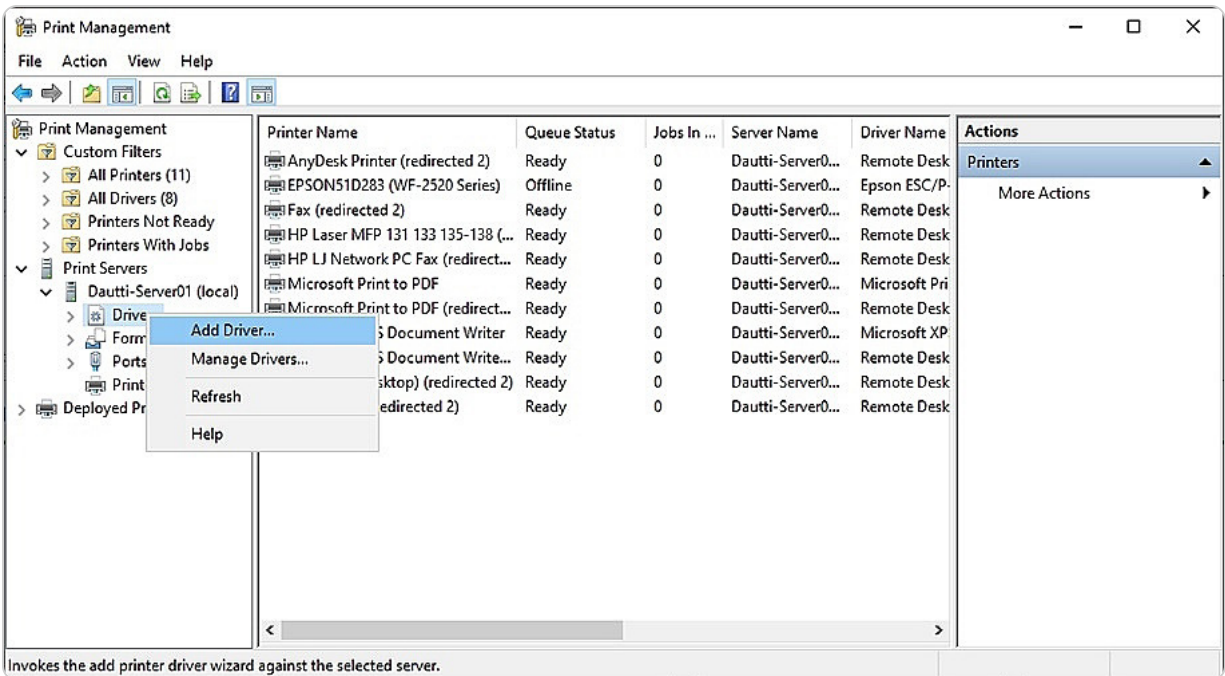 Print Management
File Action View Help
Print Management
Custom Filters
All Printers (11)
All Drivers (8)
Printers Not Ready
Printers With Jobs
Print Servers
Dautti-Server01 (local)
Drive
Form
Ports
Print
Deployed Pr
Add Driver...
Manage Drivers...
Refresh
Help
Printer Name Queue Status Jobs In ... Server Name Driver Name
AnyDesk Printer (redirected 2) Ready 0 Dautti-Server0... Remote Desk
EPSON51D283 (WF-2520 Series) Offline 0 Dautti-Server0... Epson ESC/P-
Fax (redirected 2) Ready 0 Dautti-Server0... Remote Desk
HP Laser MFP 131 133 135-138 (... Ready 0 Dautti-Server0... Remote Desk
HP LJ Network PC Fax (redirect... Ready 0 Dautti-Server0... Remote Desk
Microsoft Print to PDF Ready 0 Dautti-Server0... Microsoft Pri
Microsoft Print to PDF (redirect... Ready 0 Dautti-Server0... Remote Desk
S Document Writer Ready 0 Dautti-Server0... Microsoft XP
S Document Write... Ready 0 Dautti-Server0... Remote Desk
sktop) (redirected 2) Ready 0 Dautti-Server0... Remote Desk
edirected 2) Ready 0 Dautti-Server0... Remote Desk
Actions
Printers
More Actions
Invokes the add printer driver wizard against the selected server.